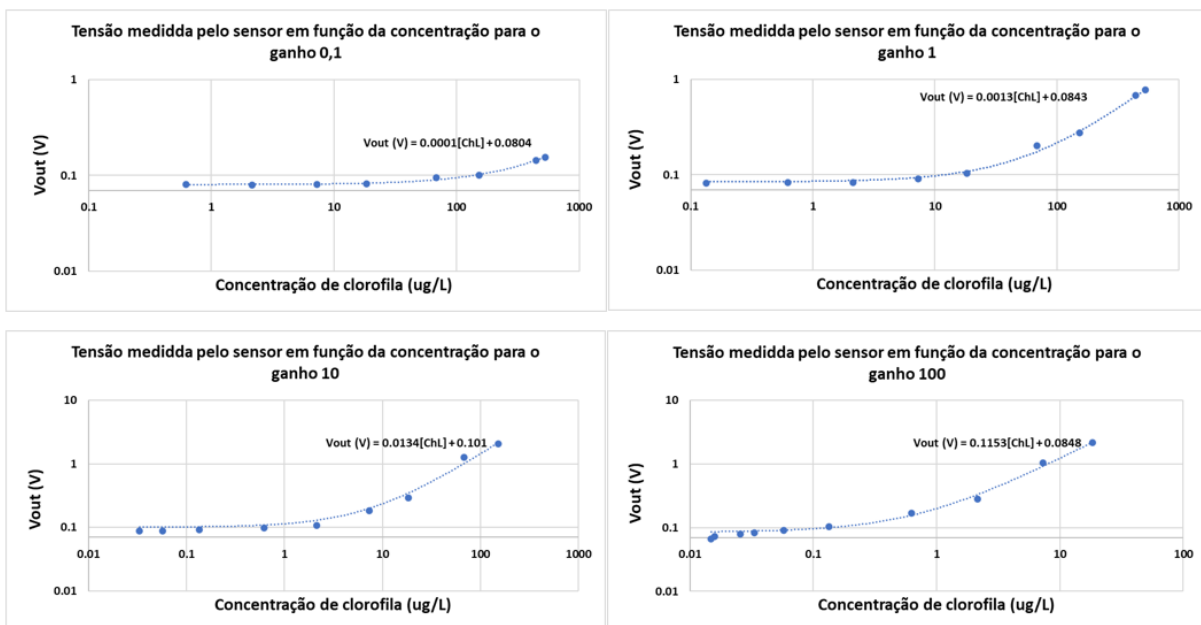 Tensão medidda pelo sensor em função da concentração para o
ganho 0,1
1
Vout (V) = 0.0001[ChL] + 0.0804
0.1
0.1
1
10
100
1000
0.01
Vout (V)
Concentração de clorofila (ug/L)
Tensão medidda pelo sensor em função da concentração para o
ganho 1
1
Vout (V) = 0.0013[ChL] + 0.0843
0.1
0.1
1
10
100
1000
0.01
Vout (V)
Concentração de clorofila (ug/L)
Tensão medidda pelo sensor em função da concentração para o
ganho 10
10
Vout (V) = 0.0134[ChL] + 0.101
1
0.1
0.01
0.1
1
10
100
1000
0.01
Vout (V)
Concentração de clorofila (ug/L)
Tensão medidda pelo sensor em função da concentração para o
ganho 100
10
Vout (V) = 0.1153[ChL] + 0.0848
1
0.1
0.01
0.1
1
10
100
0.01
Vout (V)
Concentração de clorofila (ug/L)